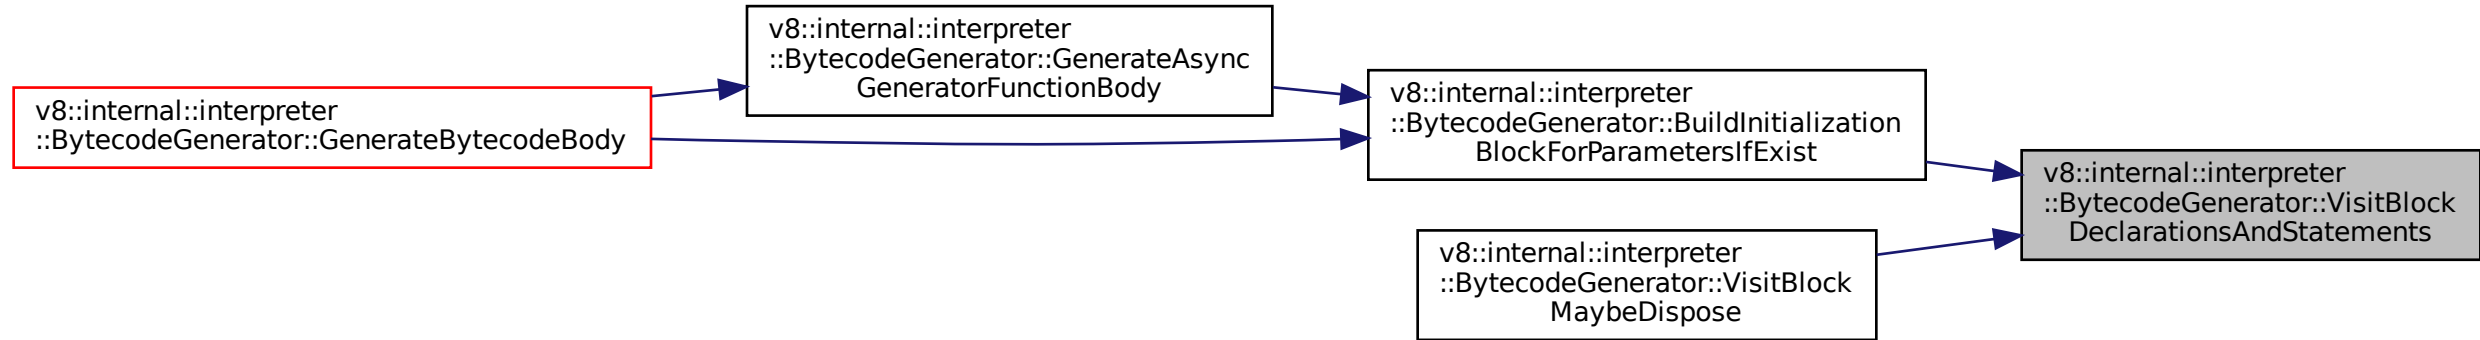 v8::internal::interpreter
::BytecodeGenerator::GenerateBytecodeBody
v8::internal::interpreter
::BytecodeGenerator::GenerateAsync
GeneratorFunctionBody
v8::internal::interpreter
::BytecodeGenerator::BuildInitialization
BlockForParametersIfExist
v8::internal::interpreter
::BytecodeGenerator::VisitBlock
MaybeDispose
v8::internal::interpreter
::BytecodeGenerator::VisitBlock
DeclarationsAndStatements